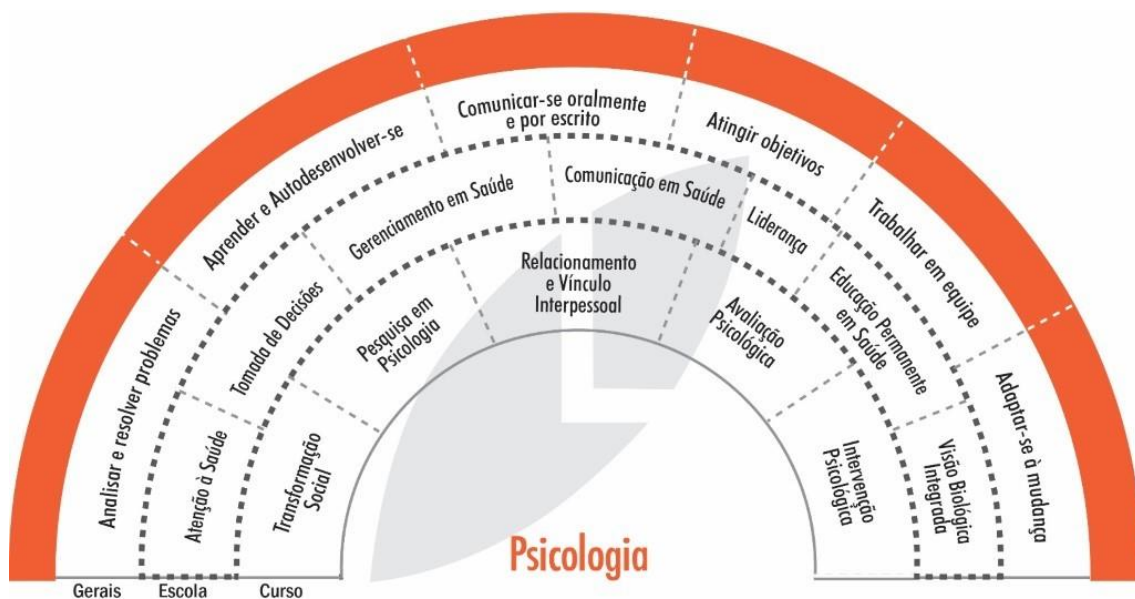 Comunicar-se oralmente
e por escrito
Aprender e Autodesenvolver-se
Atingir objetivos
Analisar e resolver problemas
Trabalhar em equipe
Adaptar-se à mudança
Gerenciamento em Saúde
Comunicação em Saúde
Tomada de Decisões
Liderança
Atenção à Saúde
Educação Permanente
em Saúde
Visão Biológica
Integrada
Relacionamento
e Vínculo
Interpessoal
Pesquisa em
Psicologia
Avaliação
Psicológica
Transformação
Social
Intervenção
Psicológica
Psicologia
Gerais
Escola
Curso